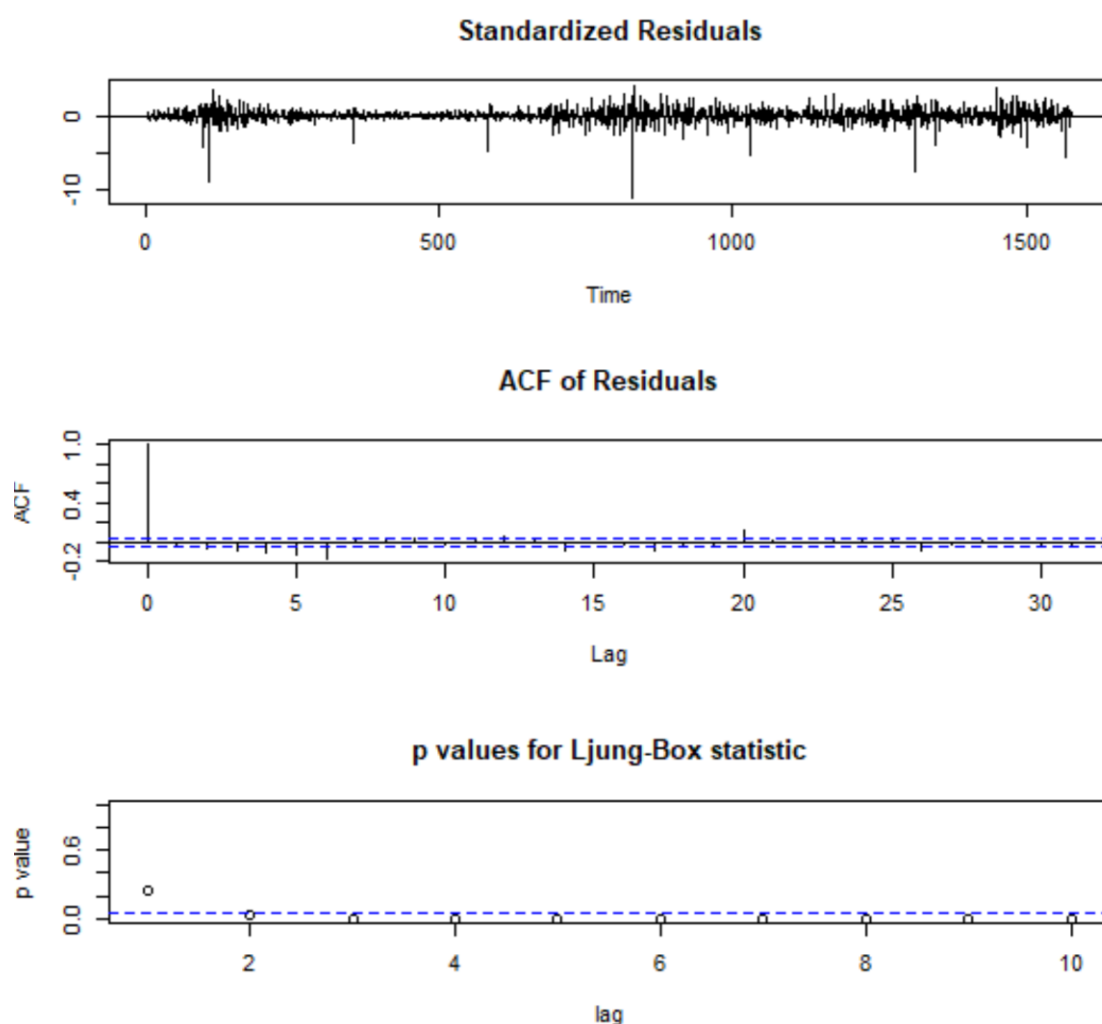 Standardized Residuals
0
-10
0 500 1000 1500
Time
ACF of Residuals
ACF
1.0
0.4
-0.2
0 5 10 15 20 25 30
Lag
p values for Ljung-Box statistic
p value
0.6
0.0
2 4 6 8 10
lag